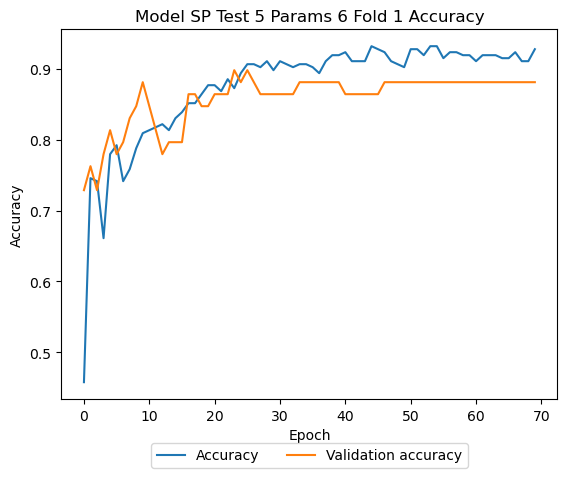 Model SP Test 5 Params 6 Fold 1 Accuracy
Accuracy
0.9
0.8
0.7
0.6
0.5
0 10 20 30 40 50 60 70
Epoch
Accuracy Validation accuracy